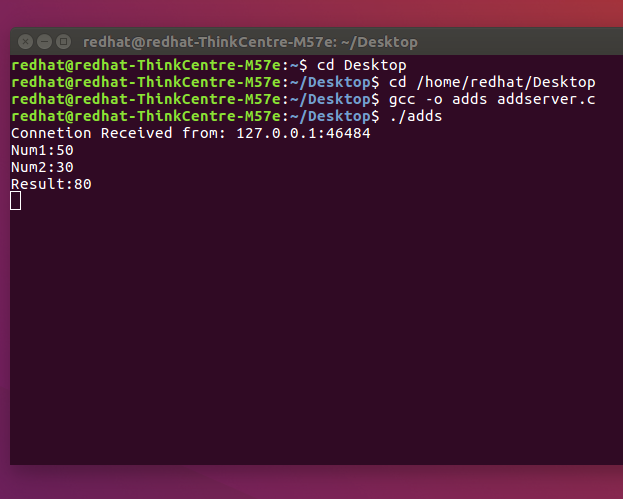 redhat@redhat-ThinkCentre-M57e: ~/Desktop
redhat@redhat-ThinkCentre-M57e:~$ cd Desktop
redhat@redhat-ThinkCentre-M57e:~/Desktop$ cd /home/redhat/Desktop
redhat@redhat-ThinkCentre-M57e:~/Desktop$ gcc -o adds addserver.c
redhat@redhat-ThinkCentre-M57e:~/Desktop$ ./adds
Connetion Received from: 127.0.0.1:46484
Num1:50
Num2:30
Result:80